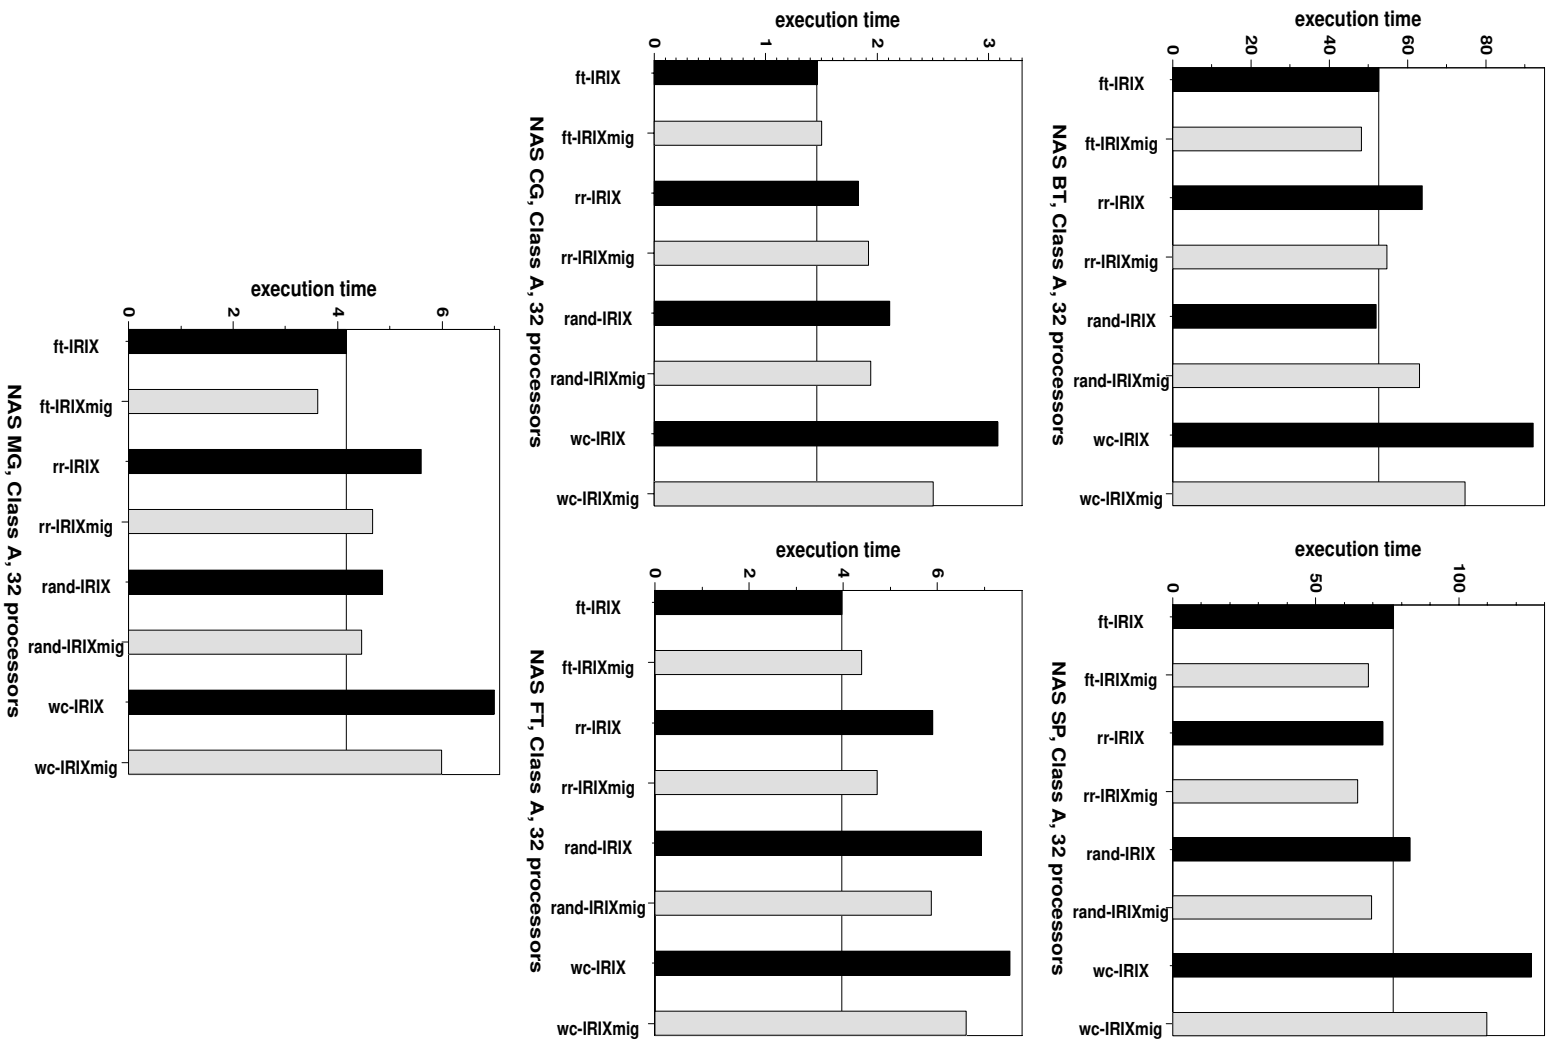 execution time
0 20 40 60 80
ft-IRIX
ft-IRIXmig
rr-IRIX
rr-IRIXmig
rand-IRIX
rand-IRIXmig
wc-IRIX
wc-IRIXmig
NAS BT, Class A, 32 processors
execution time
0 50 100
ft-IRIX
ft-IRIXmig
rr-IRIX
rr-IRIXmig
rand-IRIX
rand-IRIXmig
wc-IRIX
wc-IRIXmig
NAS SP, Class A, 32 processors
execution time
0 1 2 3
ft-IRIX
ft-IRIXmig
rr-IRIX
rr-IRIXmig
rand-IRIX
rand-IRIXmig
wc-IRIX
wc-IRIXmig
NAS CG, Class A, 32 processors
execution time
0 2 4 6
ft-IRIX
ft-IRIXmig
rr-IRIX
rr-IRIXmig
rand-IRIX
rand-IRIXmig
wc-IRIX
wc-IRIXmig
NAS FT, Class A, 32 processors
execution time
0 2 4 6
ft-IRIX
ft-IRIXmig
rr-IRIX
rr-IRIXmig
rand-IRIX
rand-IRIXmig
wc-IRIX
wc-IRIXmig
NAS MG, Class A, 32 processors